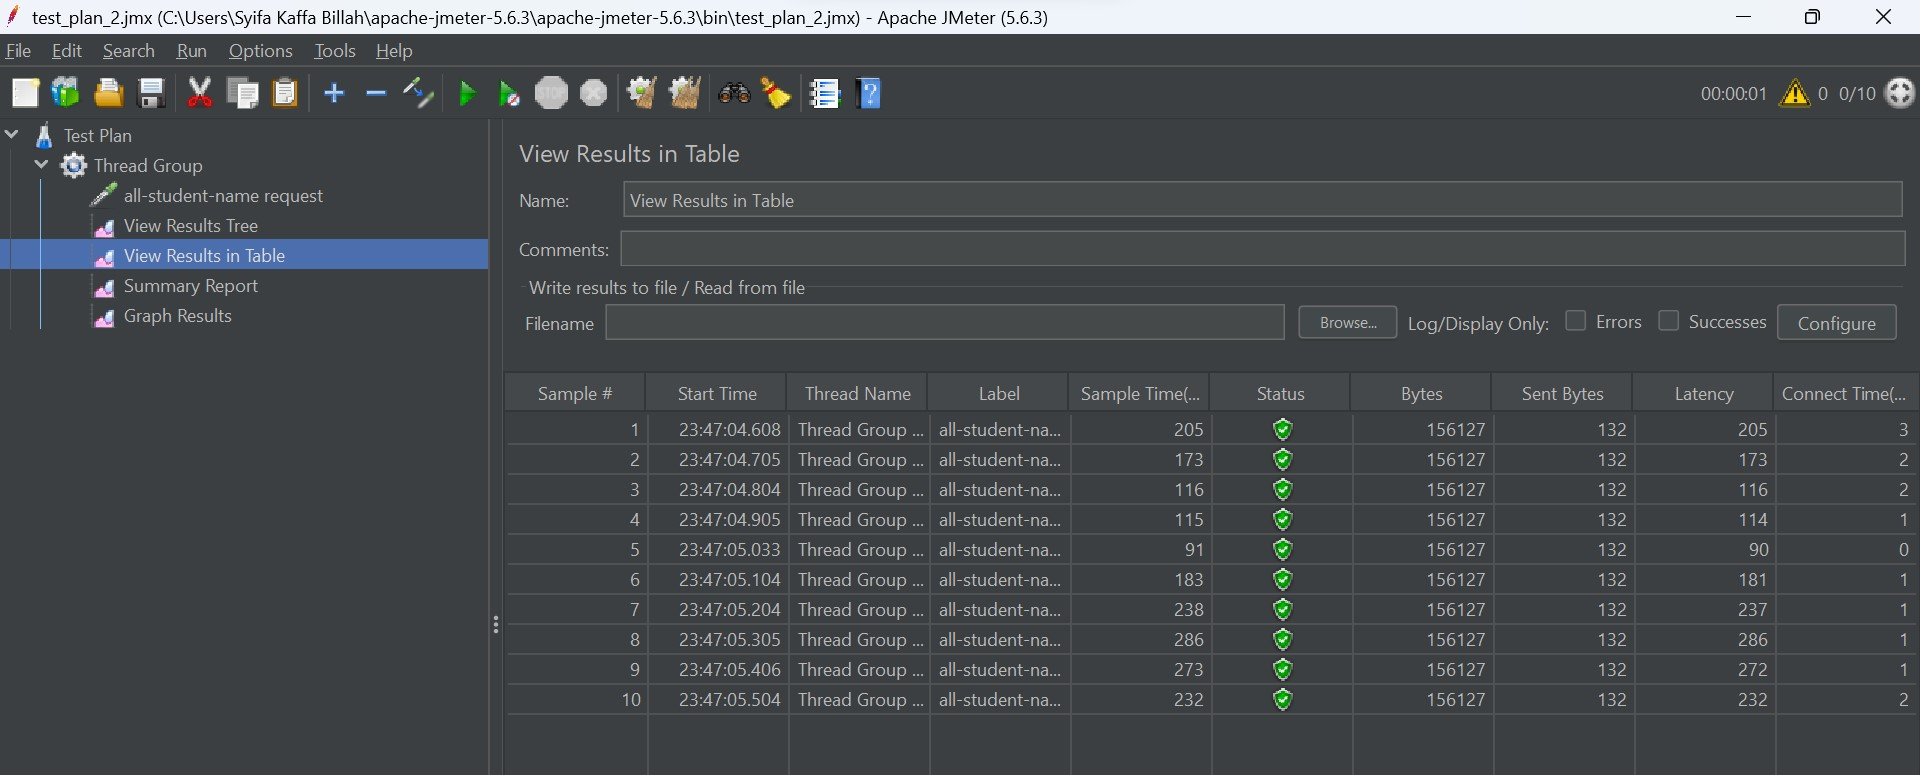 test_plan_2.jmx (C:\Users\Syifa Kaffa Billah\apache-jmeter-5.6.3\apache-jmeter-5.6.3\bin\test_plan_2.jmx) - Apache JMeter (5.6.3)
File Edit Search Run Options Tools Help
STOP
00:00:01 0 0/10
Test Plan
Thread Group
all-student-name request
View Results Tree
View Results in Table
Summary Report
Graph Results
View Results in Table
Name: View Results in Table
Comments:
Write results to file / Read from file
Filename Browse... Log/Display Only: Errors Successes Configure
Sample # Start Time Thread Name Label Sample Time(... Status Bytes Sent Bytes Latency Connect Time(...
1 23:47:04.608 Thread Group ... all-student-na... 205 156127 132 205 3
2 23:47:04.705 Thread Group ... all-student-na... 173 156127 132 173 2
3 23:47:04.804 Thread Group ... all-student-na... 116 156127 132 116 2
4 23:47:04.905 Thread Group ... all-student-na... 115 156127 132 114 1
5 23:47:05.033 Thread Group ... all-student-na... 91 156127 132 90 0
6 23:47:05.104 Thread Group ... all-student-na... 183 156127 132 181 1
7 23:47:05.204 Thread Group ... all-student-na... 238 156127 132 237 1
8 23:47:05.305 Thread Group ... all-student-na... 286 156127 132 286 1
9 23:47:05.406 Thread Group ... all-student-na... 273 156127 132 272 1
10 23:47:05.504 Thread Group ... all-student-na... 232 156127 132 232 2